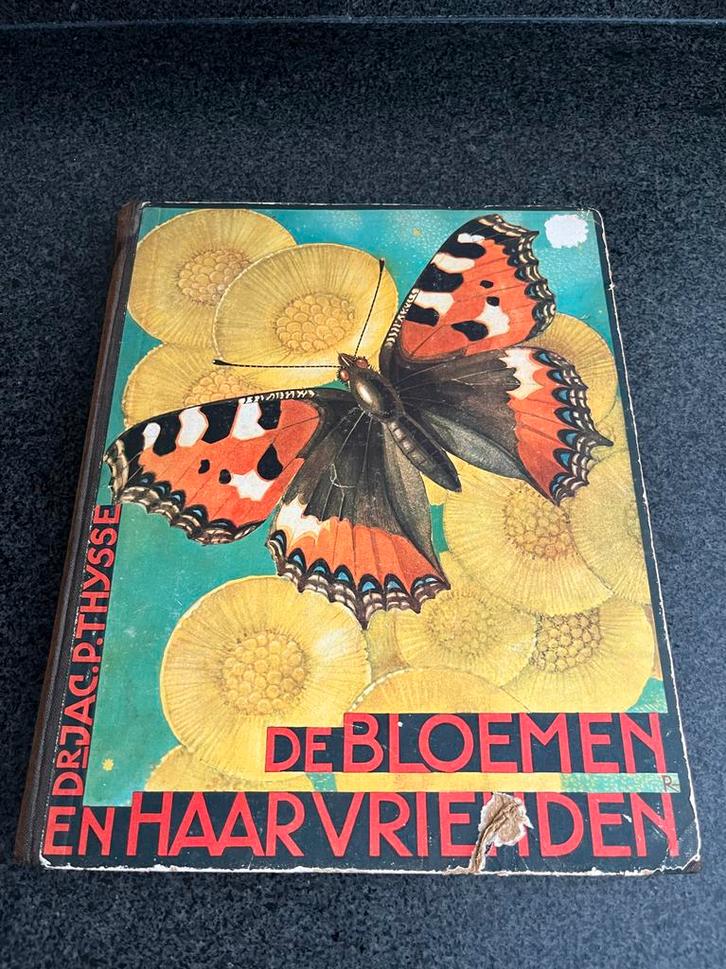 DR JAC.P.THYSSE
DE BLOEMEN
R
EN HAAR VRIENDEN